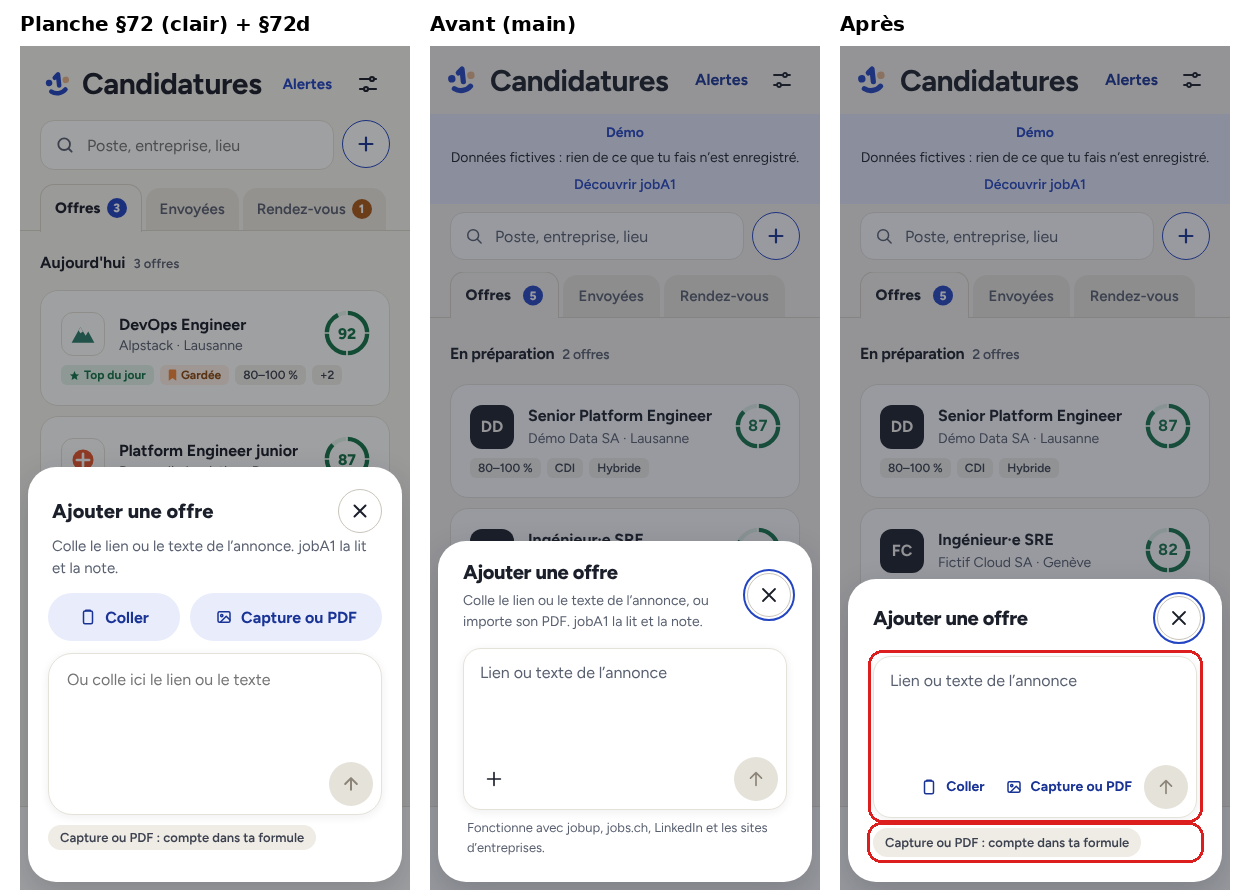 Planche §72 (clair) + §72d
Candidatures
Alertes
Poste, entreprise, lieu
Offres 3
Envoyées
Rendez-vous 1
Aujourd'hui 3 offres
DevOps Engineer
Alpstack · Lausanne
92
Top du jour
Gardée
80–100 %
+2
Platform Engineer junior
87
Ajouter une offre
Colle le lien ou le texte de l’annonce. jobA1 la lit
et la note.
Coller
Capture ou PDF
Ou colle ici le lien ou le texte
Capture ou PDF : compte dans ta formule
Avant (main)
Candidatures
Alertes
Démo
Données fictives : rien de ce que tu fais n’est enregistré.
Découvrir jobA1
Poste, entreprise, lieu
Offres 5
Envoyées
Rendez-vous
En préparation 2 offres
DD
Senior Platform Engineer
Démo Data SA · Lausanne
87
80–100 %
CDI
Hybride
Ingénieur·e SRE
Ajouter une offre
Colle le lien ou le texte de l’annonce, ou
importe son PDF. jobA1 la lit et la note.
Lien ou texte de l’annonce
Fonctionne avec jobup, jobs.ch, LinkedIn et les sites
d’entreprises.
Après
Candidatures
Alertes
Démo
Données fictives : rien de ce que tu fais n’est enregistré.
Découvrir jobA1
Poste, entreprise, lieu
Offres 5
Envoyées
Rendez-vous
En préparation 2 offres
DD
Senior Platform Engineer
Démo Data SA · Lausanne
87
80–100 %
CDI
Hybride
FC
Ingénieur·e SRE
Fictif Cloud SA · Genève
82
Ajouter une offre
Lien ou texte de l’annonce
Coller
Capture ou PDF
Capture ou PDF : compte dans ta formule